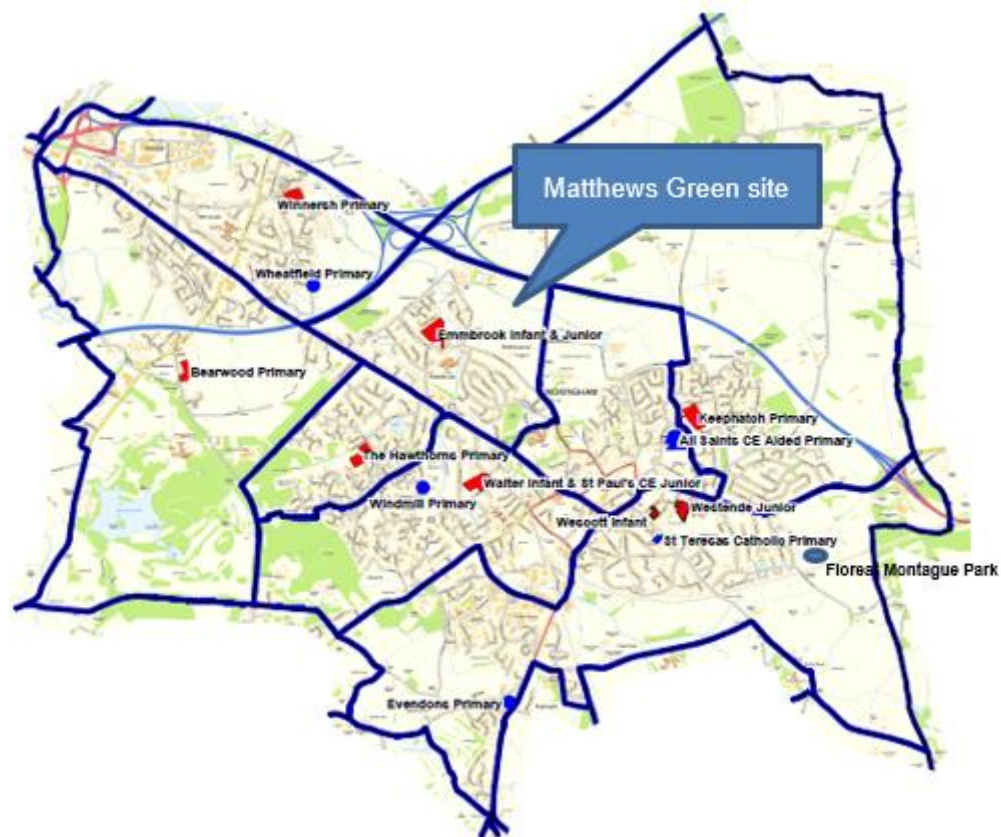 Matthews Green site
Winnersh Primary
Wheatfield Primary
Emmbrook Infant & Junior
Bearwood Primary
WOKINGHAM
Keephatch Primary
All Saints CE Aided Primary
The Hawthorns Primary
Walter Infant & St Paul's CE Junior
Windmill Primary
Westende Junior
Wescott Infant
St Teresas Catholic Primary
Floreat Montague Park
Evendons Primary